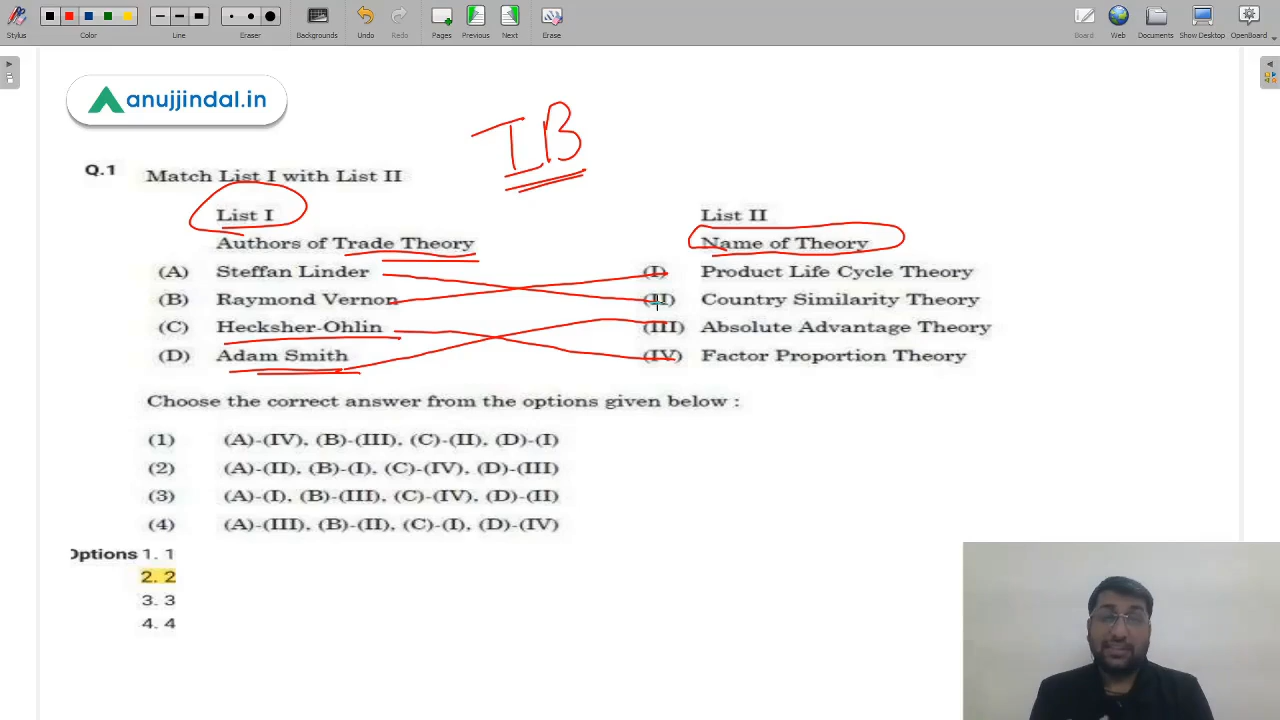 Stylus
Color
Line
Eraser
Backgrounds
Undo
Redo
Pages
Previous
Next
Erase
Board
Web
Documents
Show Desktop
OpenBoard
anujjindal.in
IB
Q.1 Match List I with List II
List I List II
Authors of Trade Theory Name of Theory
(A) Steffan Linder (I) Product Life Cycle Theory
(B) Raymond Vernon (II) Country Similarity Theory
(C) Hecksher-Ohlin (III) Absolute Advantage Theory
(D) Adam Smith (IV) Factor Proportion Theory
Choose the correct answer from the options given below :
(1) (A)-(IV), (B)-(III), (C)-(II), (D)-(I)
(2) (A)-(II), (B)-(I), (C)-(IV), (D)-(III)
(3) (A)-(I), (B)-(III), (C)-(IV), (D)-(II)
(4) (A)-(III), (B)-(II), (C)-(I), (D)-(IV)
Options 1. 1
2. 2
3. 3
4. 4